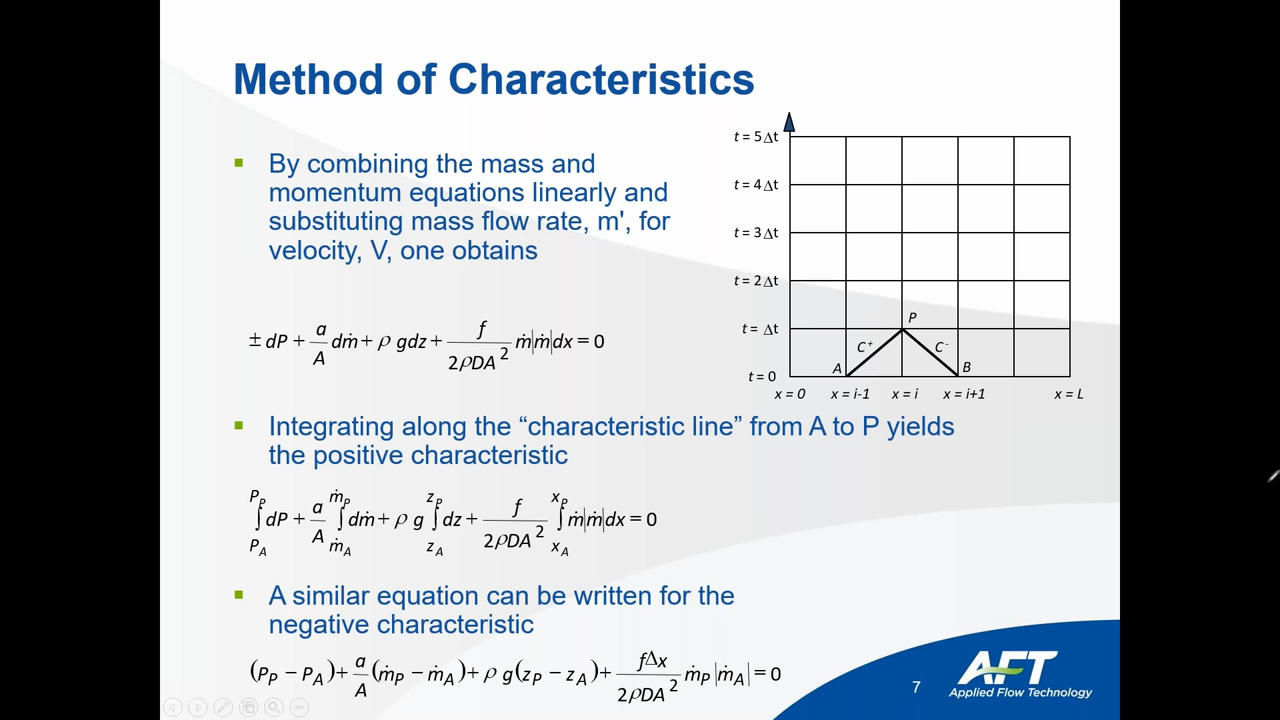 Method of Characteristics
▪ By combining the mass and
momentum equations linearly and
substituting mass flow rate, m', for
velocity, V, one obtains
± dP + a/A dṁ + ρ gdz + f/2ρDA² ṁ|ṁ|dx = 0
t = 5Δt
t = 4Δt
t = 3Δt
t = 2Δt
t = Δt
t = 0
P
C⁺
C⁻
A
B
x = 0
x = i-1
x = i
x = i+1
x = L
▪ Integrating along the “characteristic line” from A to P yields
the positive characteristic
∫_{P_A}^{P_P} dP + a/A ∫_{ṁ_A}^{ṁ_P} dṁ + ρ g ∫_{z_A}^{z_P} dz + f/2ρDA² ∫_{x_A}^{x_P} ṁ|ṁ|dx = 0
▪ A similar equation can be written for the
negative characteristic
(P_P − P_A) + a/A (ṁ_P − ṁ_A) + ρ g(z_P − z_A) + fΔx/2ρDA² ṁ_P|ṁ_A| = 0
7
AFT
Applied Flow Technology